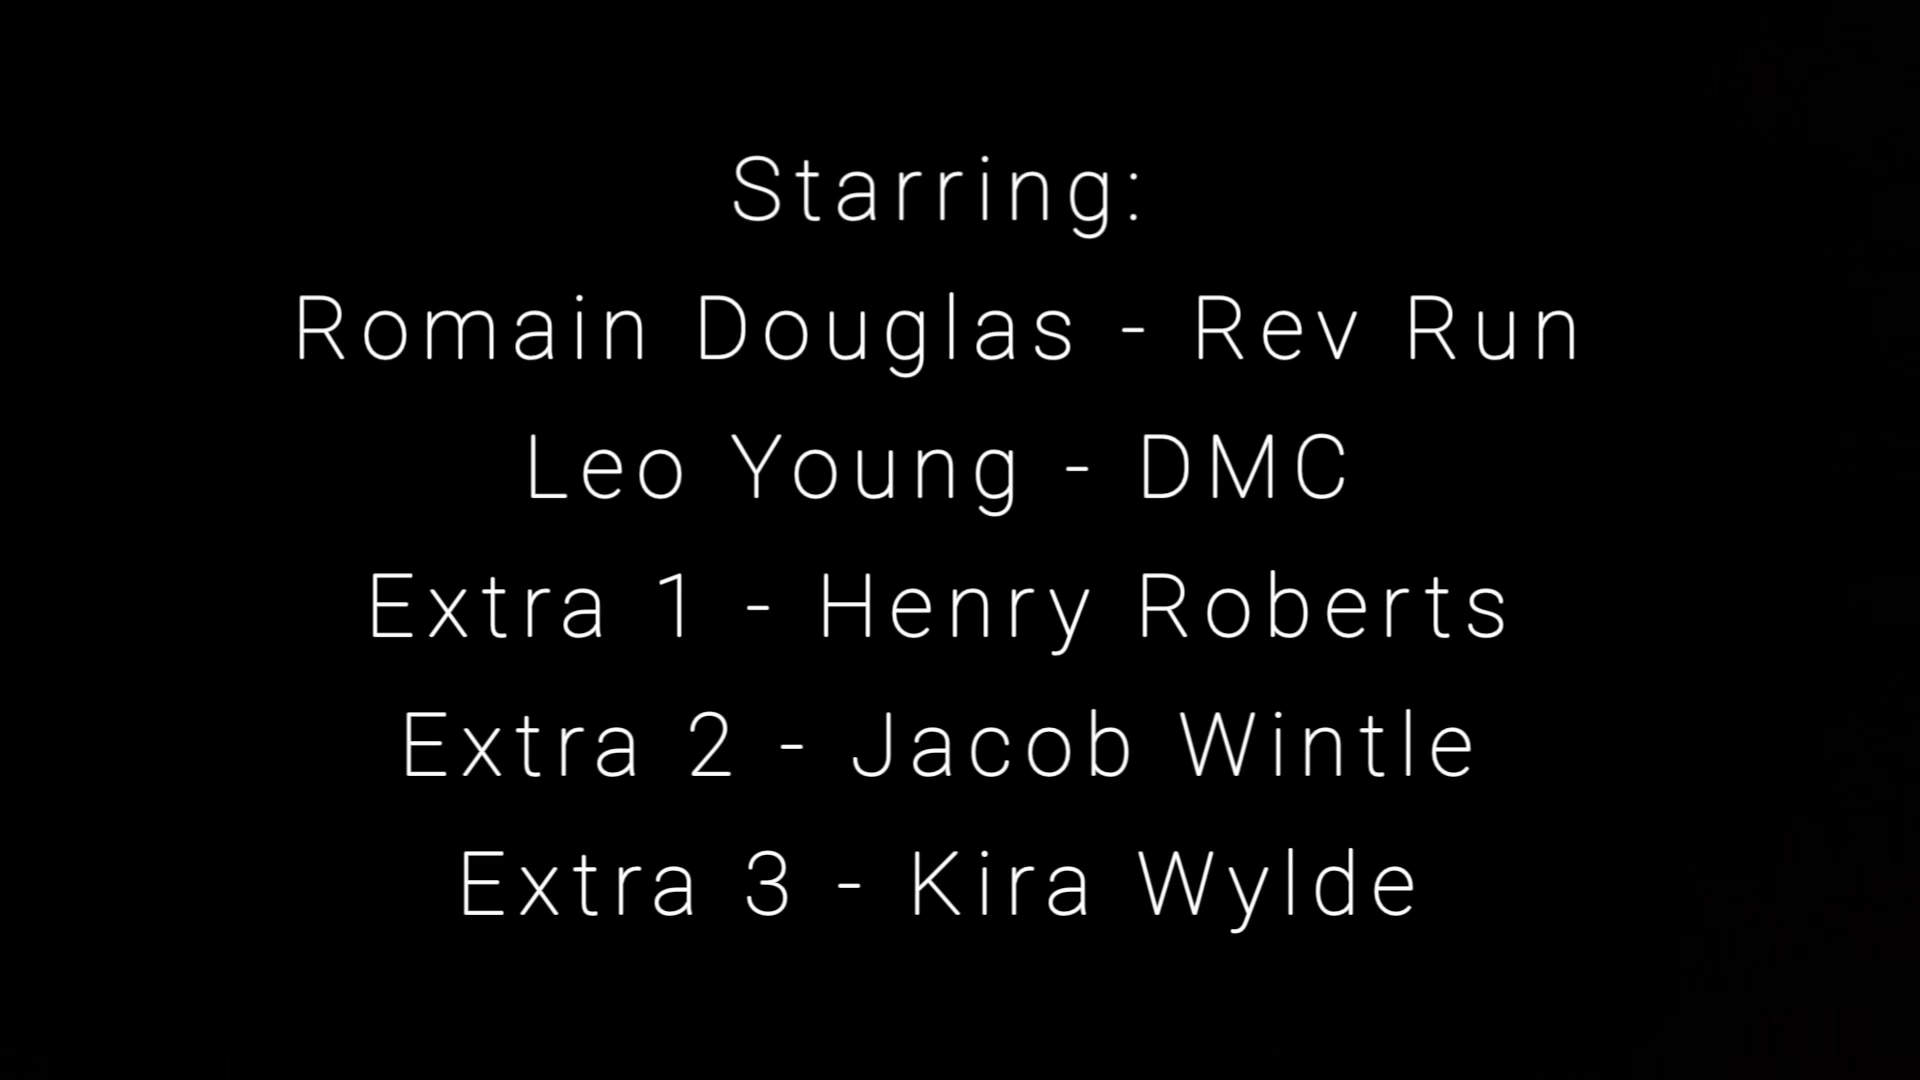 Starring:
Romain Douglas - Rev Run
Leo Young - DMC
Extra 1 - Henry Roberts
Extra 2 - Jacob Wintle
Extra 3 - Kira Wylde